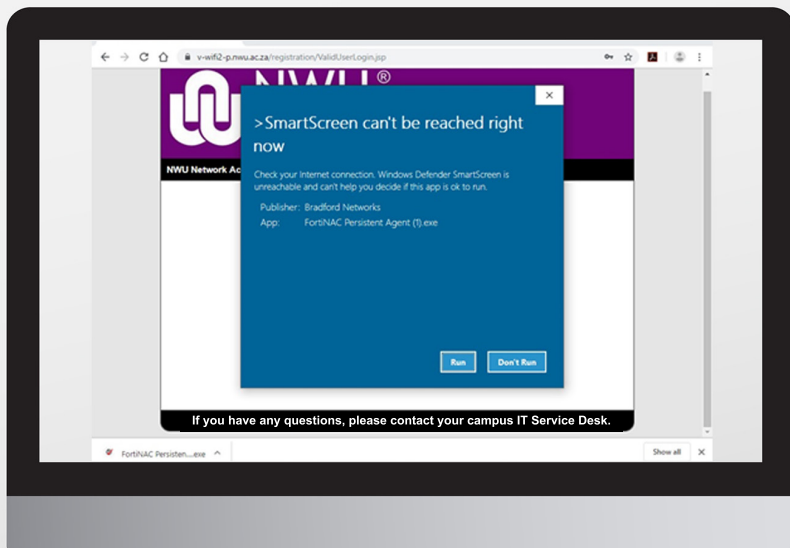 v-wifi2-p.nwu.ac.za/registration/ValidUserLogin.jsp
NWU®
NWU Network Ac
>SmartScreen can't be reached right
now
Check your Internet connection. Windows Defender SmartScreen is
unreachable and can't help you decide if this app is ok to run.
Publisher: Bradford Networks
App: FortiNAC Persistent Agent (1).exe
Run Don't Run
If you have any questions, please contact your campus IT Service Desk.
FortiNAC Persisten....exe Show all